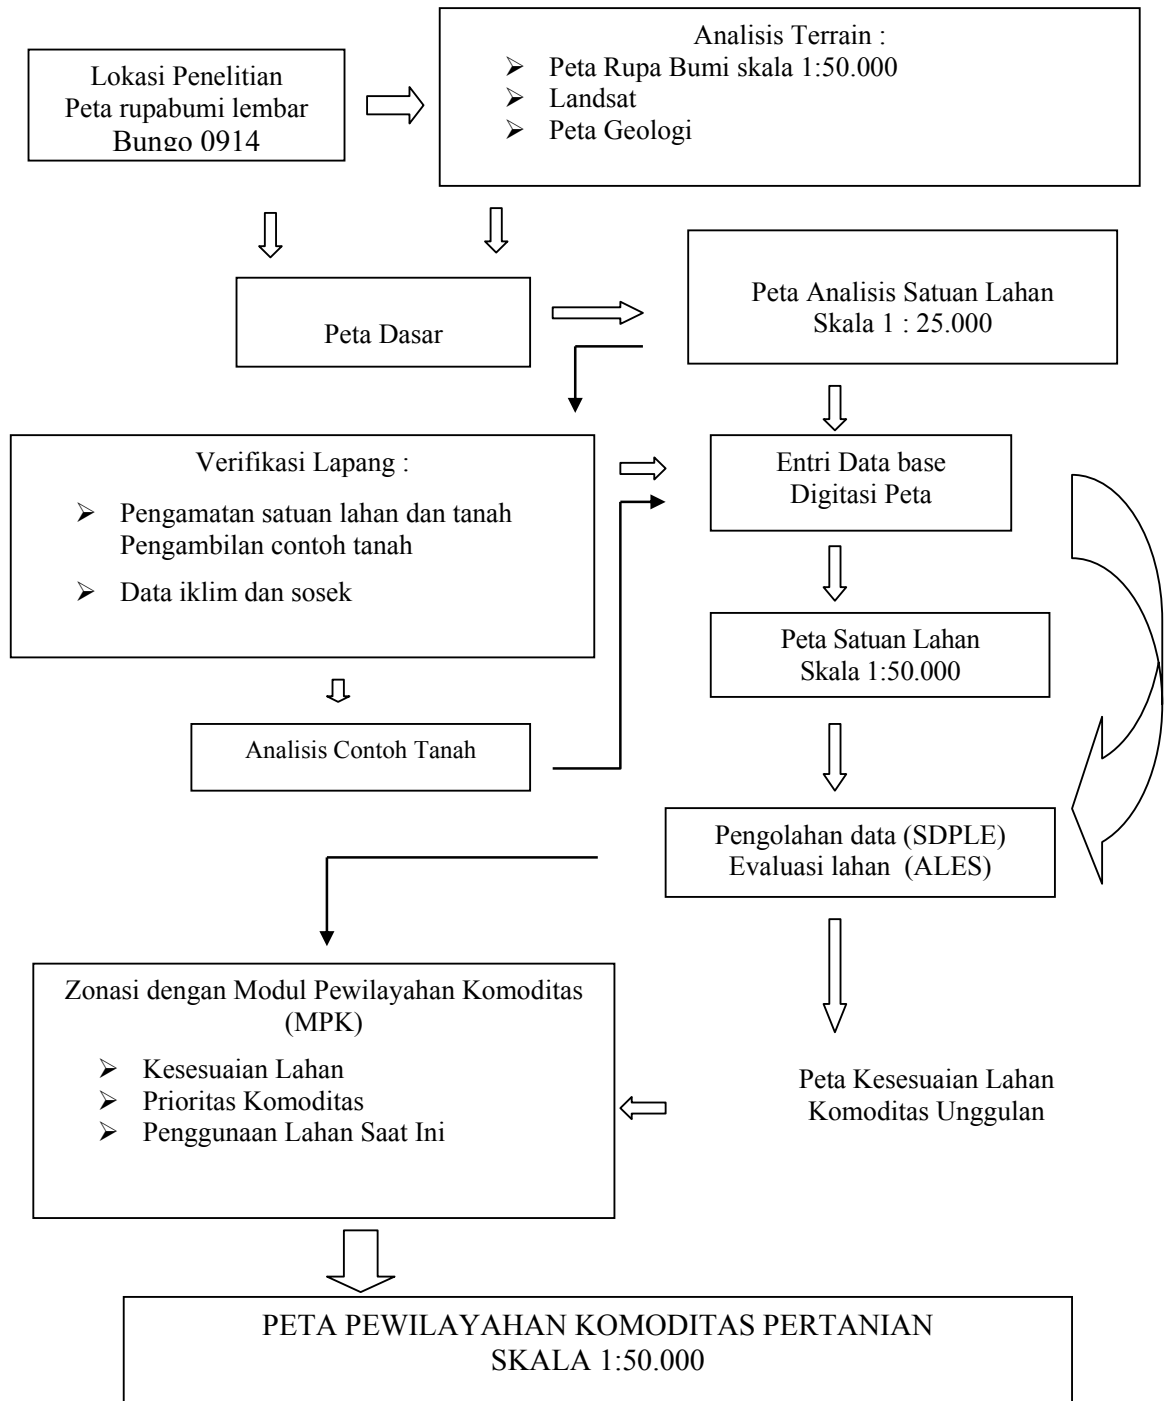 Lokasi Penelitian
Peta rupabumi lembar
Bungo 0914
Analisis Terrain :
➢ Peta Rupa Bumi skala 1:50.000
➢ Landsat
➢ Peta Geologi
Peta Dasar
Peta Analisis Satuan Lahan
Skala 1 : 25.000
Verifikasi Lapang :
➢ Pengamatan satuan lahan dan tanah
Pengambilan contoh tanah
➢ Data iklim dan sosek
Entri Data base
Digitasi Peta
Peta Satuan Lahan
Skala 1:50.000
Analisis Contoh Tanah
Pengolahan data (SDPLE)
Evaluasi lahan (ALES)
Zonasi dengan Modul Pewilayahan Komoditas
(MPK)
➢ Kesesuaian Lahan
➢ Prioritas Komoditas
➢ Penggunaan Lahan Saat Ini
Peta Kesesuaian Lahan
Komoditas Unggulan
PETA PEWILAYAHAN KOMODITAS PERTANIAN
SKALA 1:50.000